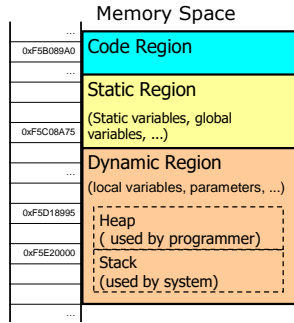 Memory Space
...
0xF5B089A0
Code Region
...
Static Region
(Static variables, global
variables, ...)
0xF5C08A75
Dynamic Region
...
(local variables, parameters, ...)
0xF5D18995
Heap
( used by programmer)
0xF5E20000
Stack
(used by system)
...